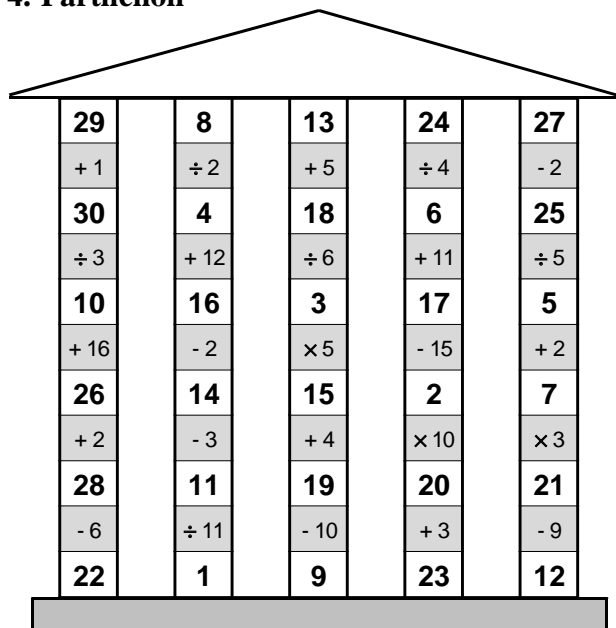 4. Parthenon
29 8 13 24 27
+ 1 ÷ 2 + 5 ÷ 4 - 2
30 4 18 6 25
÷ 3 + 12 ÷ 6 + 11 ÷ 5
10 16 3 17 5
+ 16 - 2 × 5 - 15 + 2
26 14 15 2 7
+ 2 - 3 + 4 × 10 × 3
28 11 19 20 21
- 6 ÷ 11 - 10 + 3 - 9
22 1 9 23 12